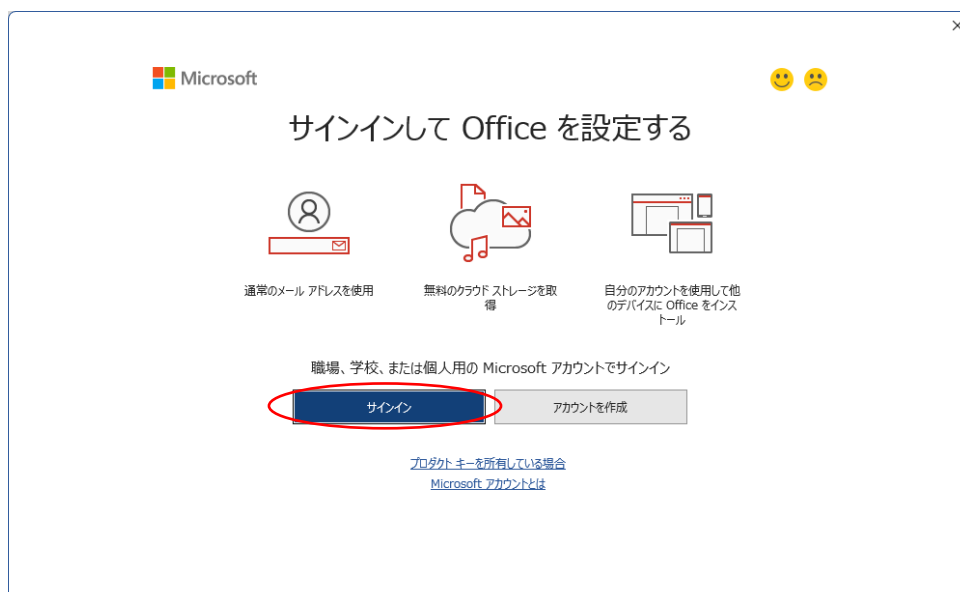 Microsoft
サインインして Office を設定する
通常のメール アドレスを使用
無料のクラウド ストレージを取
得
自分のアカウントを使用して他
のデバイスに Office をインス
トール
職場、学校、または個人用の Microsoft アカウントでサインイン
サインイン
アカウントを作成
プロダクト キーを所有している場合
Microsoft アカウントとは